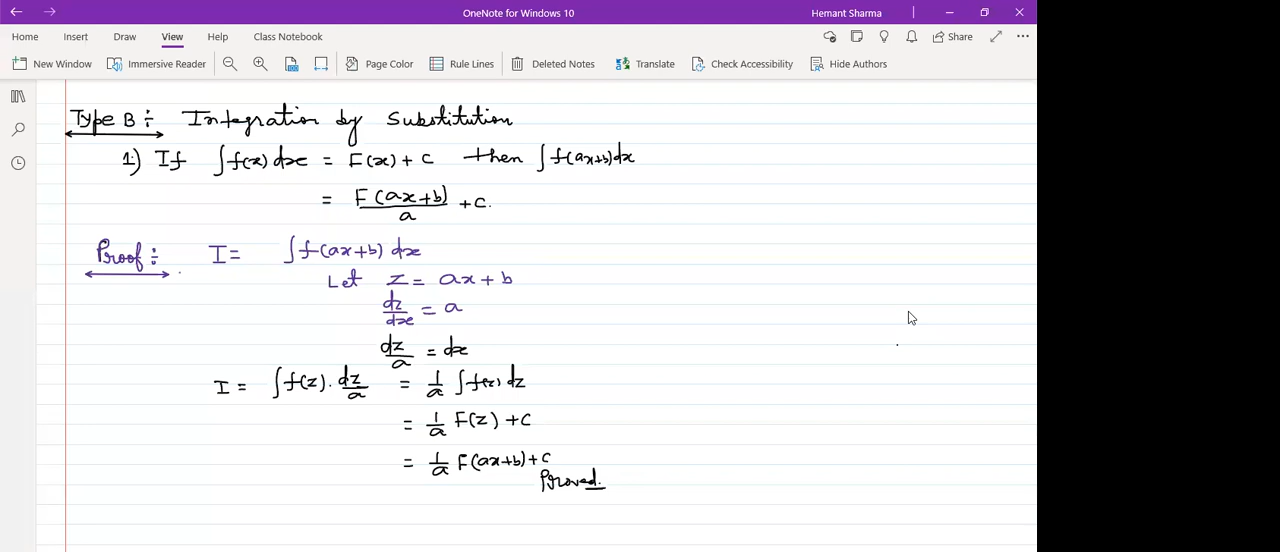 OneNote for Windows 10
Hemant Sharma
Home Insert Draw View Help Class Notebook Share
New Window Immersive Reader Page Color Rule Lines Deleted Notes Translate Check Accessibility Hide Authors
Type B ÷ Integration by Substitution
1.) If ∫f(x) dx = F(x) + C then ∫f(ax+b)dx
= F(ax+b)/a + C.
Proof ÷ I = ∫f(ax+b) dx
Let z = ax + b
dz/dx = a
dz/a = dx
I = ∫f(z). dz/a = 1/a ∫f(z) dz
= 1/a F(z) + C
= 1/a F(ax+b) + C
Proved.